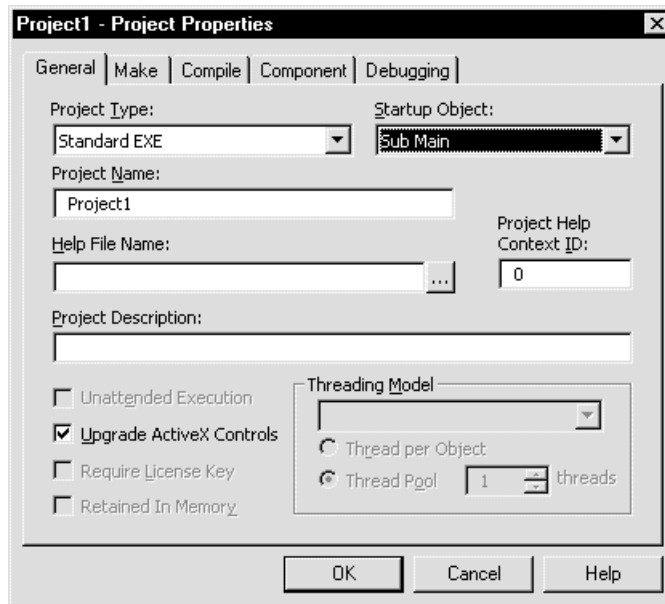 Project1 - Project Properties
General Make Compile Component Debugging
Project Type:
Startup Object:
Standard EXE
Sub Main
Project Name:
Project1
Help File Name:
Project Help
Context ID:
...
0
Project Description:
Unattended Execution
Upgrade ActiveX Controls
Require License Key
Retained In Memory
Threading Model
Thread per Object
Thread Pool 1 threads
OK Cancel Help